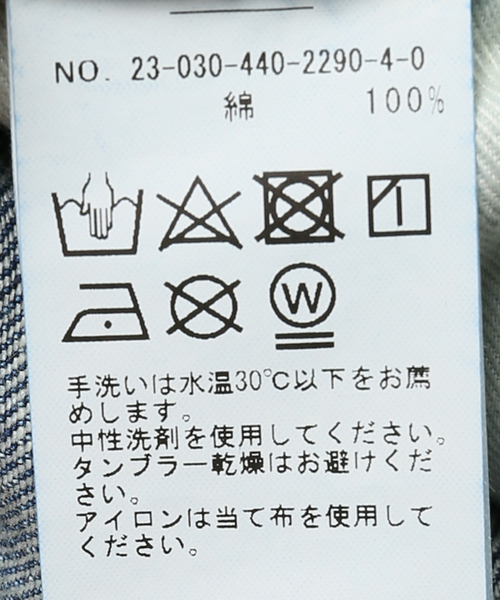 NO. 23-030-440-2290-4-0
綿 100%
W
手洗いは水温30℃以下をお薦
めします。
中性洗剤を使用してください。
タンブラー乾燥はお避けくだ
さい。
アイロンは当て布を使用して
ください。